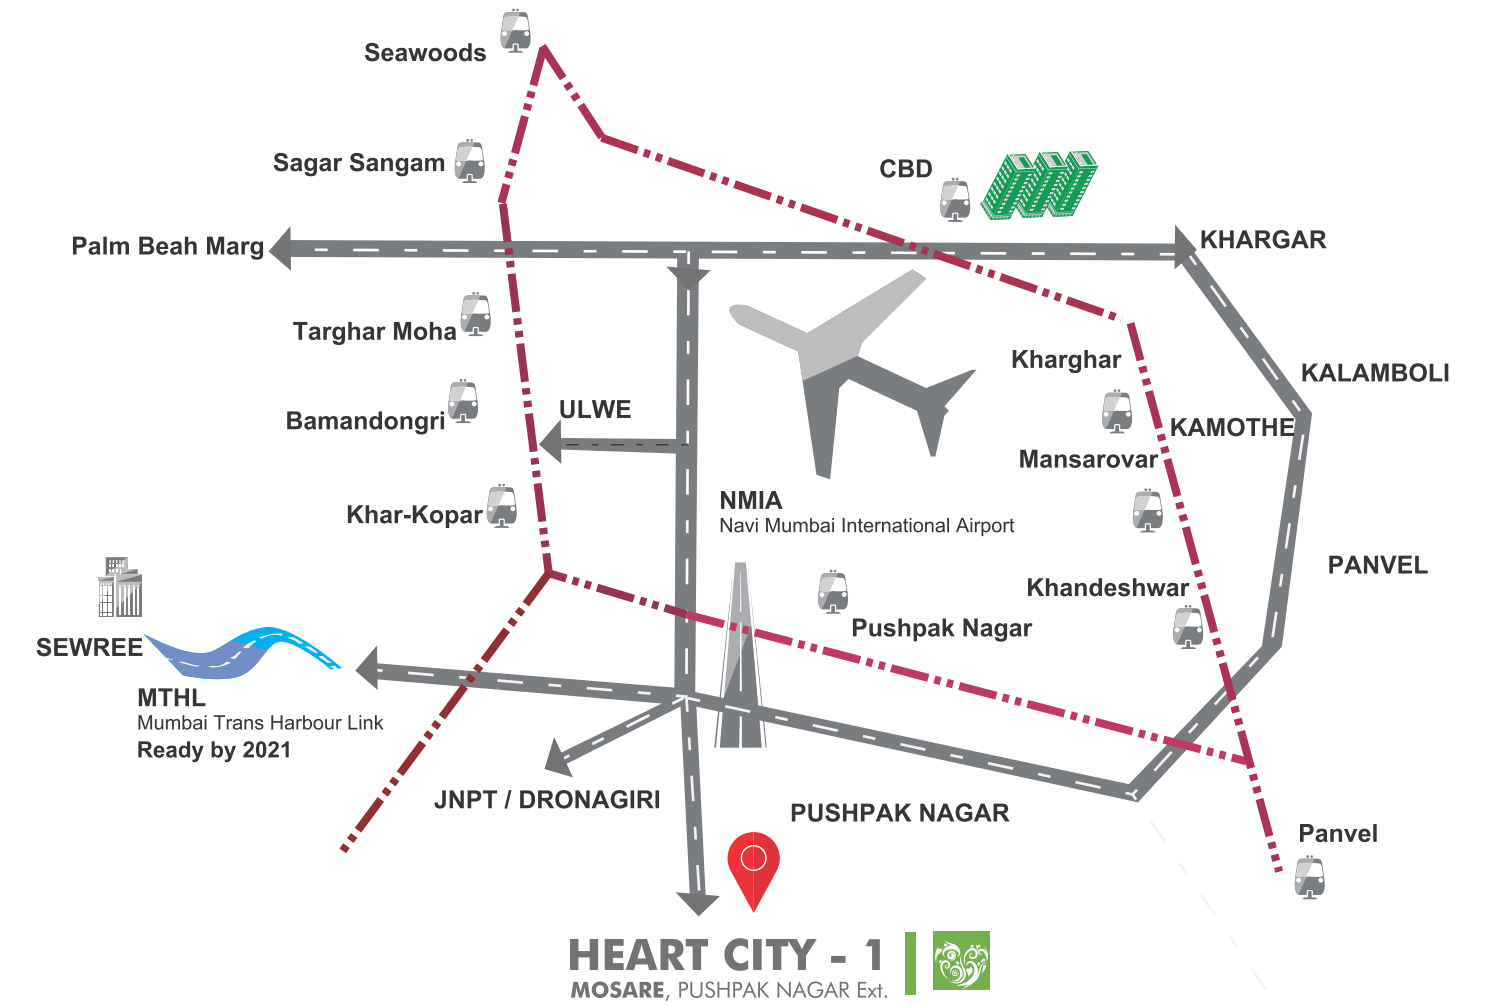 Seawoods
Sagar Sangam
CBD
Palm Beah Marg
KHARGAR
Targhar Moha
Kharghar
KALAMBOLI
Bamandongri
ULWE
KAMOTHE
Mansarovar
NMIA
Navi Mumbai International Airport
Khar-Kopar
PANVEL
Khandeshwar
Pushpak Nagar
SEWREE
MTHL
Mumbai Trans Harbour Link
Ready by 2021
JNPT / DRONAGIRI
PUSHPAK NAGAR
Panvel
HEART CITY - 1
MOSARE, PUSHPAK NAGAR Ext.